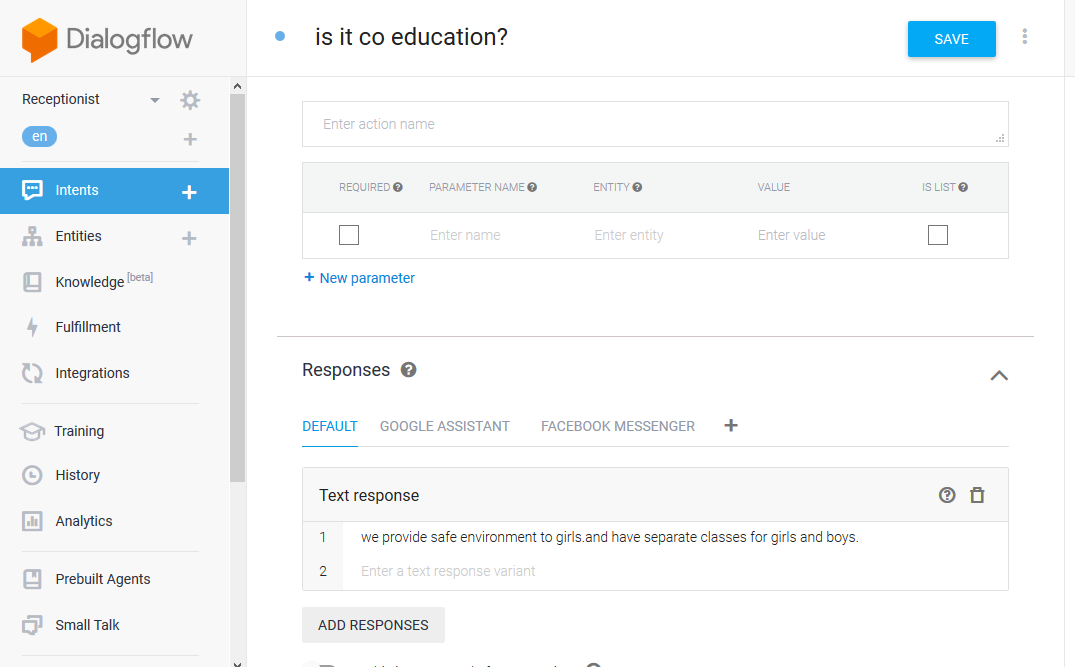 Dialogflow
is it co education?
SAVE
Receptionist
en
Intents
Entities
Knowledge [beta]
Fulfillment
Integrations
Training
History
Analytics
Prebuilt Agents
Small Talk
Enter action name
REQUIRED PARAMETER NAME ENTITY VALUE IS LIST
Enter name Enter entity Enter value
+ New parameter
Responses
DEFAULT GOOGLE ASSISTANT FACEBOOK MESSENGER +
Text response
1 we provide safe environment to girls.and have separate classes for girls and boys.
2 Enter a text response variant
ADD RESPONSES